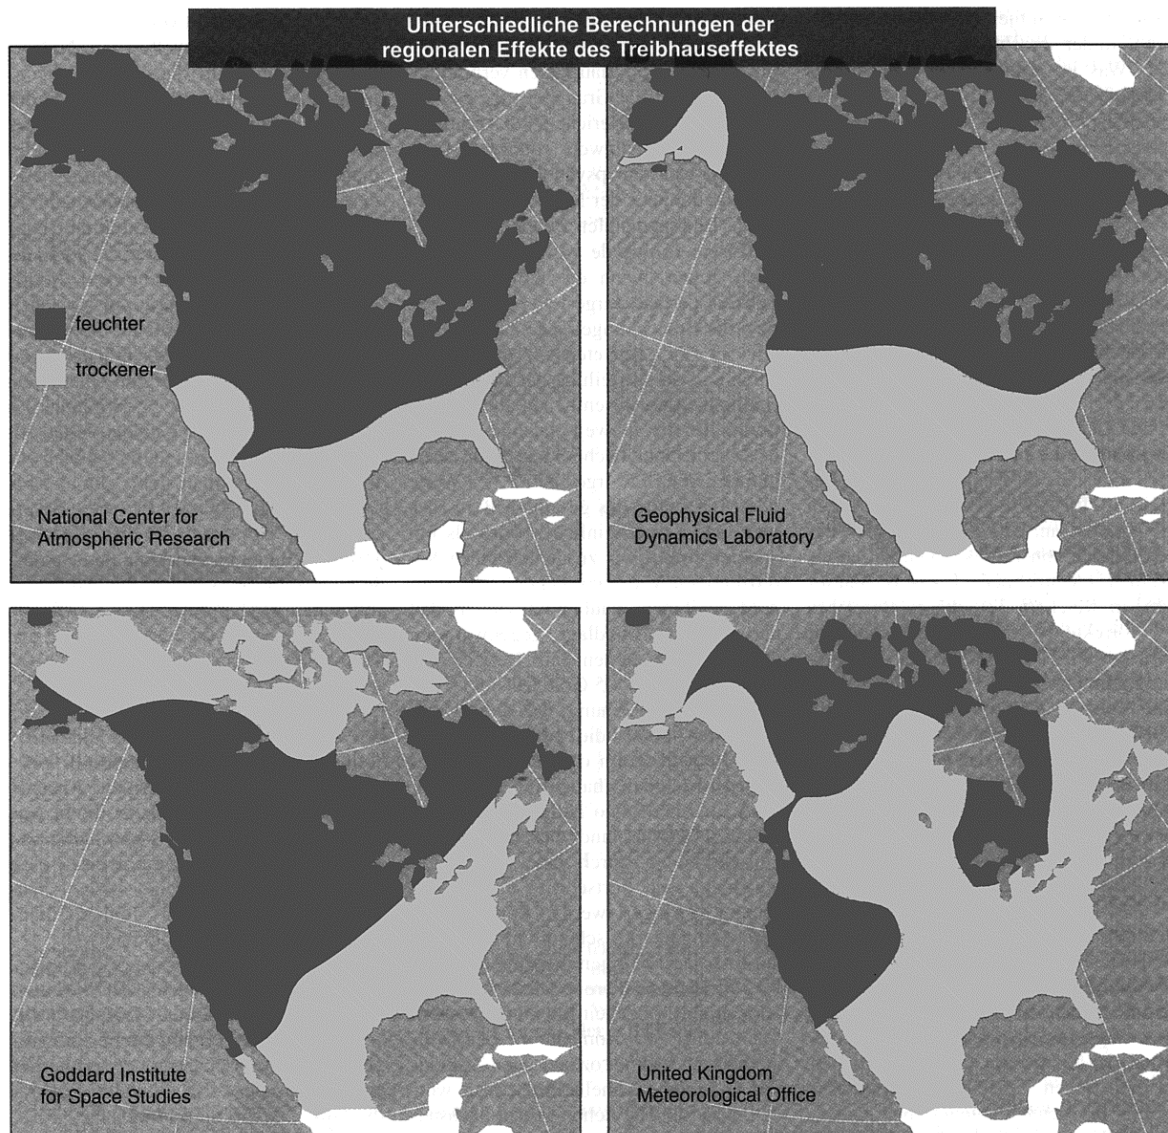 Unterschiedliche Berechnungen der
regionalen Effekte des Treibhauseffektes
feuchter
trockener
National Center for
Atmospheric Research
Geophysical Fluid
Dynamics Laboratory
Goddard Institute
for Space Studies
United Kingdom
Meteorological Office